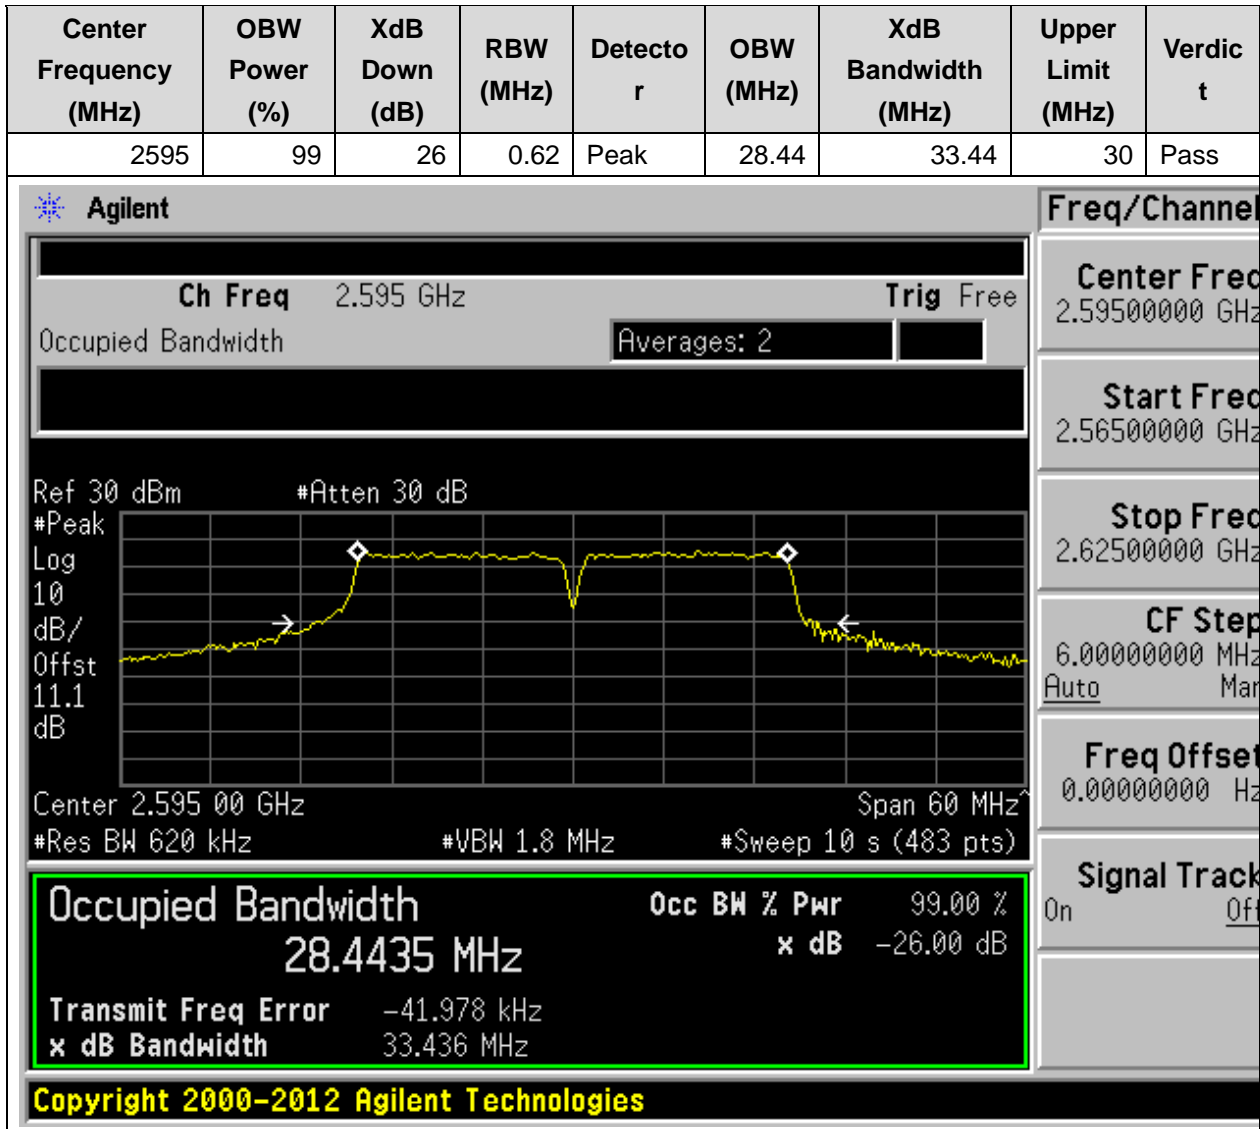 Center Frequency (MHz) OBW Power (%) XdB Down (dB) RBW (MHz) Detecto r OBW (MHz) XdB Bandwidth (MHz) Upper Limit (MHz) Verdic t
2595 99 26 0.62 Peak 28.44 33.44 30 Pass
Agilent
Freq/Channel
Ch Freq 2.595 GHz Trig Free
Occupied Bandwidth Averages: 2
Center Freq
2.59500000 GHz
Start Freq
2.56500000 GHz
Ref 30 dBm #Atten 30 dB
#Peak
Log
10
dB/
Offst
11.1
dB
Stop Freq
2.62500000 GHz
CF Step
6.00000000 MHz
Auto Man
Freq Offset
0.00000000 Hz
Center 2.595 00 GHz Span 60 MHz^
#Res BW 620 kHz #VBW 1.8 MHz #Sweep 10 s (483 pts)
Signal Track
On Off
Occupied Bandwidth
28.4435 MHz
Occ BW % Pwr 99.00 %
x dB -26.00 dB
Transmit Freq Error -41.978 kHz
x dB Bandwidth 33.436 MHz
Copyright 2000-2012 Agilent Technologies